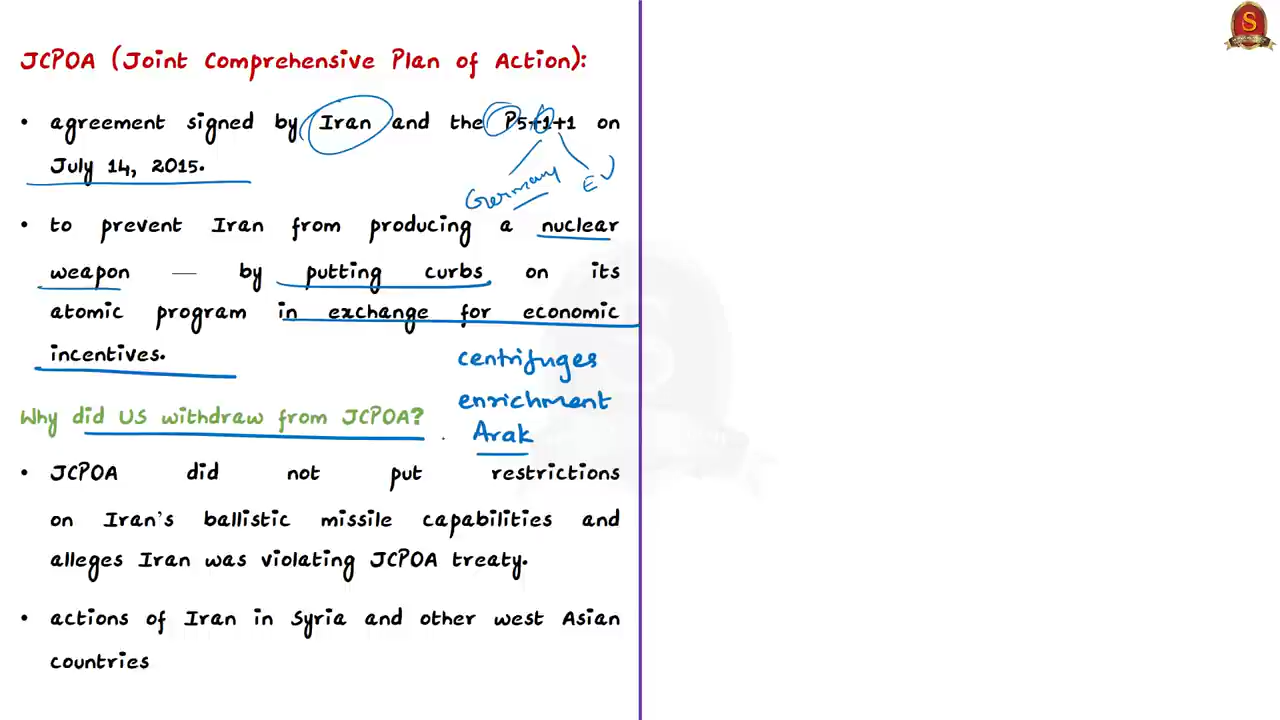 S
JCPOA (Joint Comprehensive Plan of Action):
• agreement signed by Iran and the P5+1+1 on
July 14, 2015.
Germany EU
• to prevent Iran from producing a nuclear
weapon — by putting curbs on its
atomic program in exchange for economic
incentives.
centrifuges
enrichment
Why did US withdraw from JCPOA?
Arak
• JCPOA did not put restrictions
on Iran's ballistic missile capabilities and
alleges Iran was violating JCPOA treaty.
• actions of Iran in Syria and other west Asian
countries